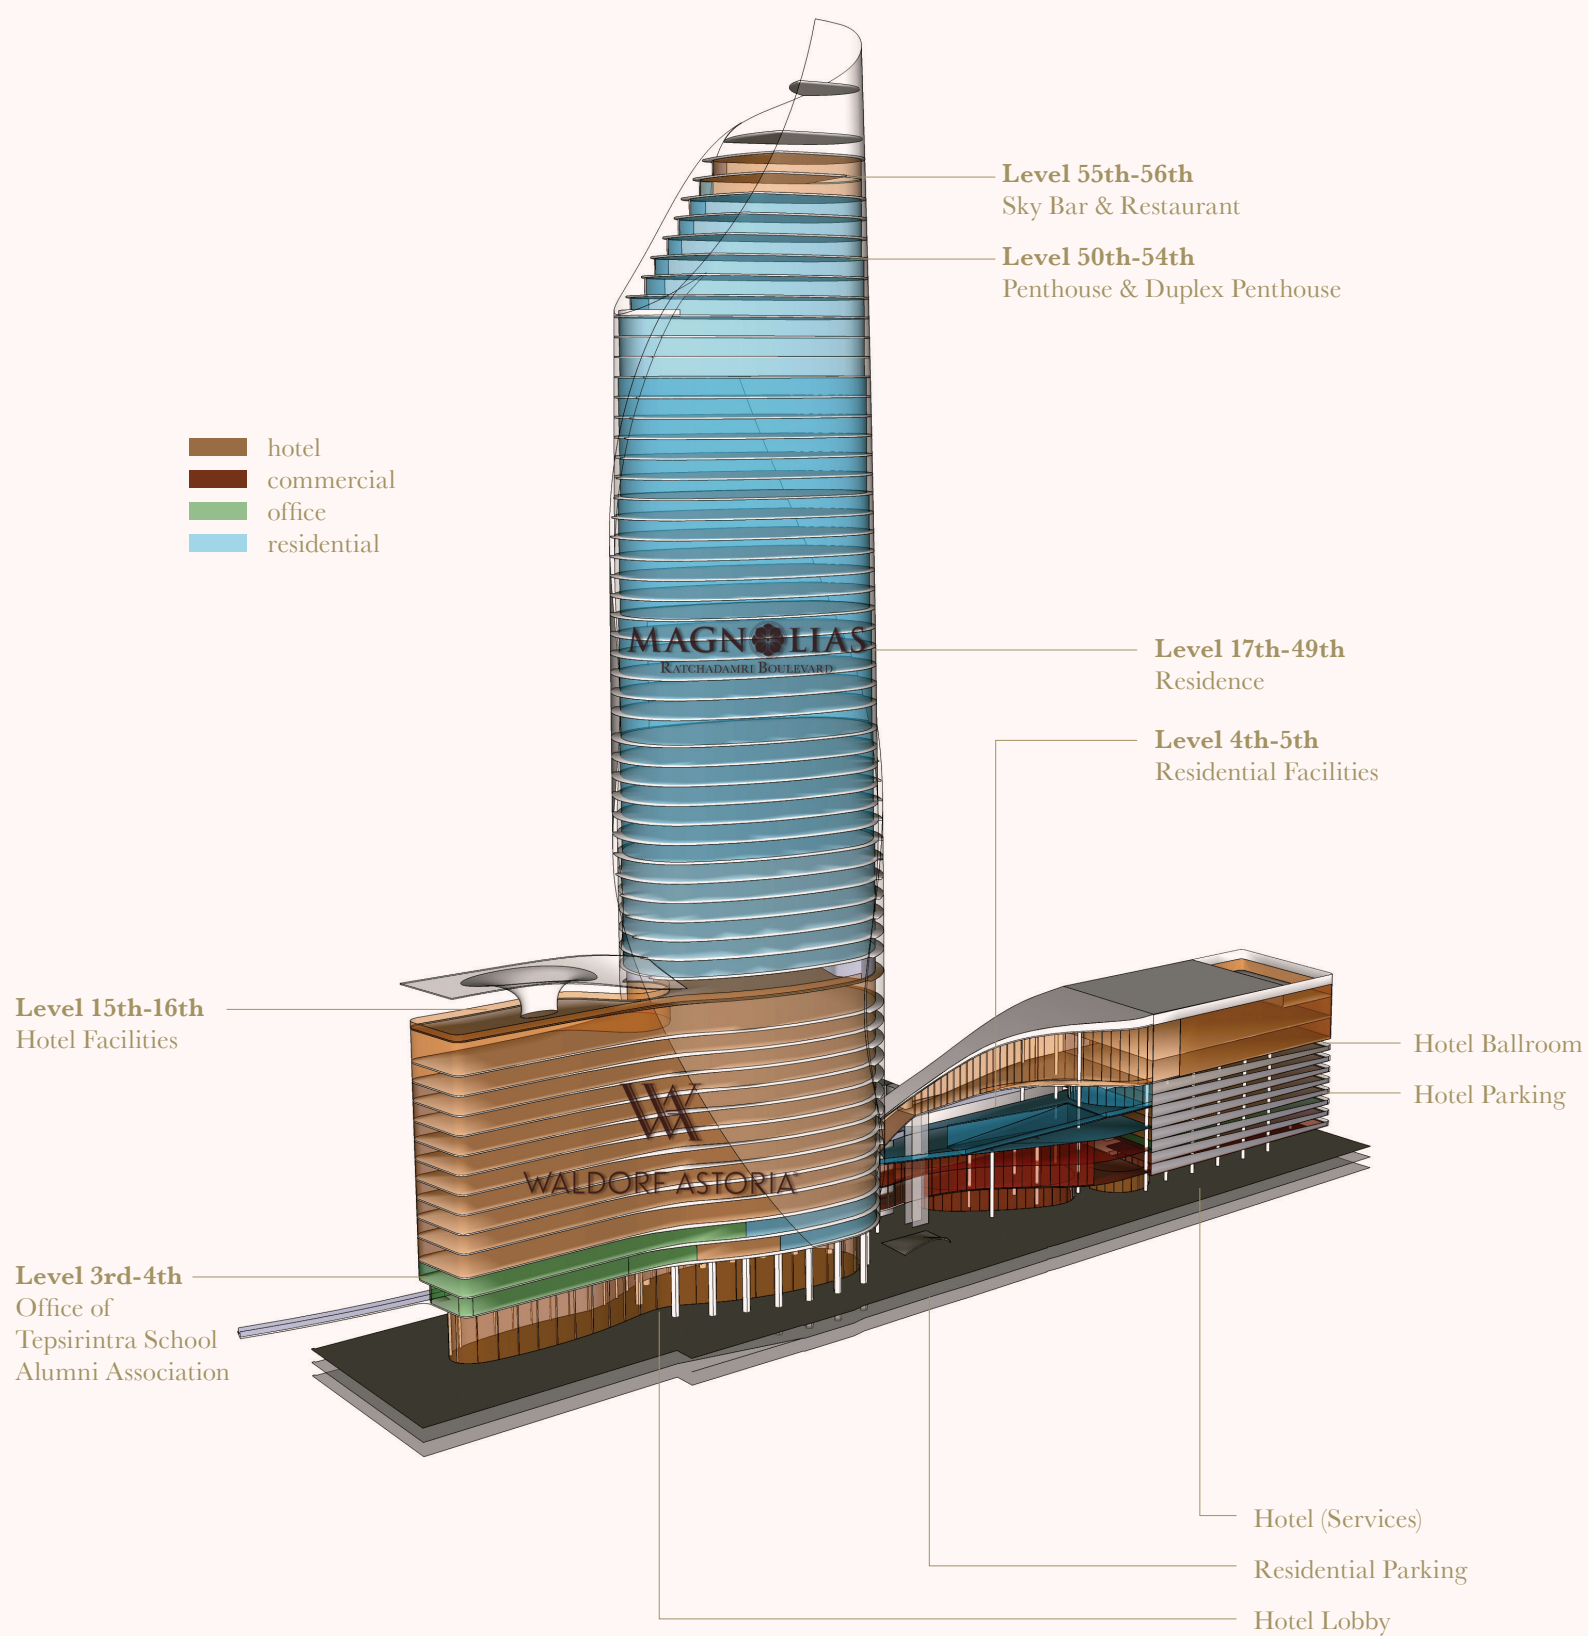 Level 55th-56th
Sky Bar & Restaurant
Level 50th-54th
Penthouse & Duplex Penthouse
hotel
commercial
office
residential
MAGNOLIAS
RATCHADAMRI BOULEVARD
Level 17th-49th
Residence
Level 4th-5th
Residential Facilities
Level 15th-16th
Hotel Facilities
Hotel Ballroom
Hotel Parking
WA
WALDORF ASTORIA
Level 3rd-4th
Office of
Tepsirintra School
Alumni Association
Hotel (Services)
Residential Parking
Hotel Lobby